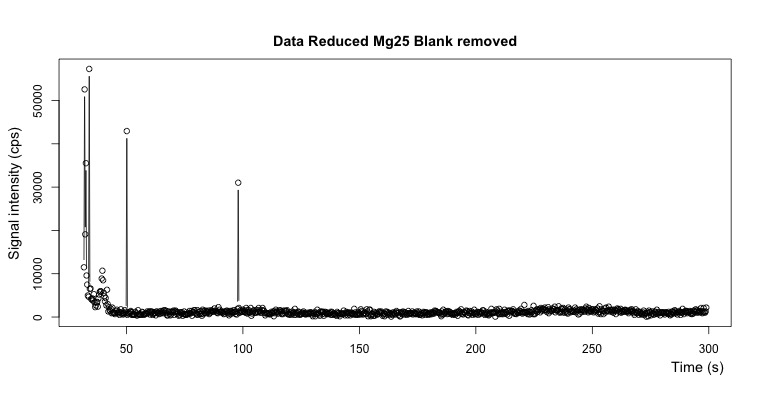 Data Reduced Mg25 Blank removed
Signal intensity (cps)
50000
30000
10000
0
50 100 150 200 250 300
Time (s)